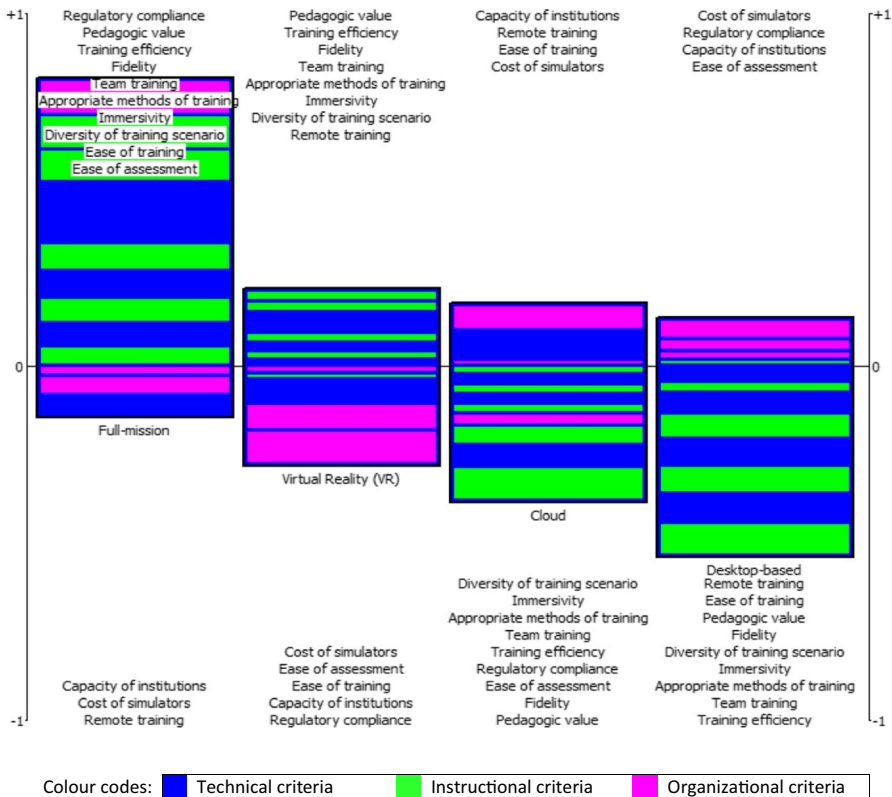 +1
Regulatory compliance
Pedagogic value
Training efficiency
Fidelity
Team training
Appropriate methods of training
Immersivity
Diversity of training scenario
Ease of training
Ease of assessment
Pedagogic value
Training efficiency
Fidelity
Team training
Appropriate methods of training
Immersivity
Diversity of training scenario
Remote training
Capacity of institutions
Remote training
Ease of training
Cost of simulators
Cost of simulators
Regulatory compliance
Capacity of institutions
Ease of assessment
+1
0
0
Full-mission
Virtual Reality (VR)
Cloud
Desktop-based
Capacity of institutions
Cost of simulators
Remote training
Cost of simulators
Ease of assessment
Ease of training
Capacity of institutions
Regulatory compliance
Diversity of training scenario
Immersivity
Appropriate methods of training
Team training
Training efficiency
Regulatory compliance
Ease of assessment
Fidelity
Pedagogic value
Remote training
Ease of training
Pedagogic value
Fidelity
Diversity of training scenario
Immersivity
Appropriate methods of training
Team training
Training efficiency
-1
-1
Colour codes: Technical criteria Instructional criteria Organizational criteria